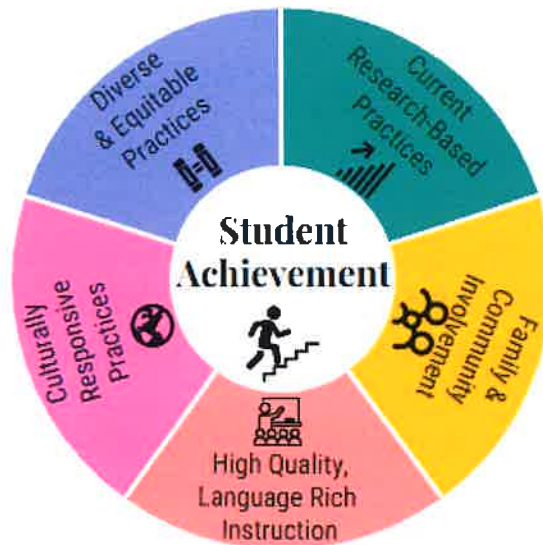 Diverse
& Equitable
Practices
Current
Research-Based
Practices
Student
Achievement
Culturally
Responsive
Practices
Family &
Community
Involvement
High Quality,
Language Rich
Instruction